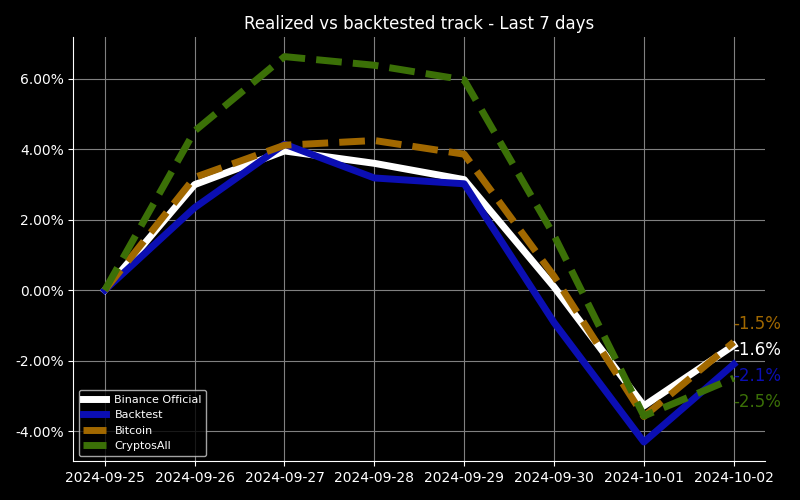 Realized vs backtested track - Last 7 days
6.00%
4.00%
2.00%
0.00%
-2.00%
-4.00%
-1.5%
-1.6%
-2.1%
-2.5%
Binance Official
Backtest
Bitcoin
CryptosAll
2024-09-25 2024-09-26 2024-09-27 2024-09-28 2024-09-29 2024-09-30 2024-10-01 2024-10-02